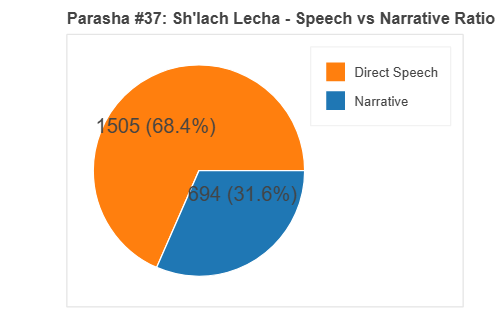 Parasha #37: Sh'lach Lecha - Speech vs Narrative Ratio
Direct Speech
Narrative
1505 (68.4%)
694 (31.6%)